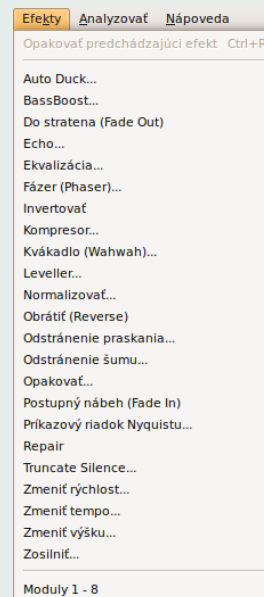 Efekty Analyzovať Nápoveda
Opakovať predchádzajúci efekt Ctrl+R
Auto Duck...
BassBoost...
Do stratena (Fade Out)
Echo...
Ekvalizácia...
Fázer (Phaser)...
Invertovať
Kompresor...
Kvákadlo (Wahwah)...
Leveller...
Normalizovať...
Obrátiť (Reverse)
Odstránenie praskania...
Odstránenie šumu...
Opakovať...
Postupný nábeh (Fade In)
Príkazový riadok Nyquistu...
Repair
Truncate Silence...
Zmeniť rýchlosť...
Zmeniť tempo...
Zmeniť výšku...
Zosilniť...
Moduly 1 - 8